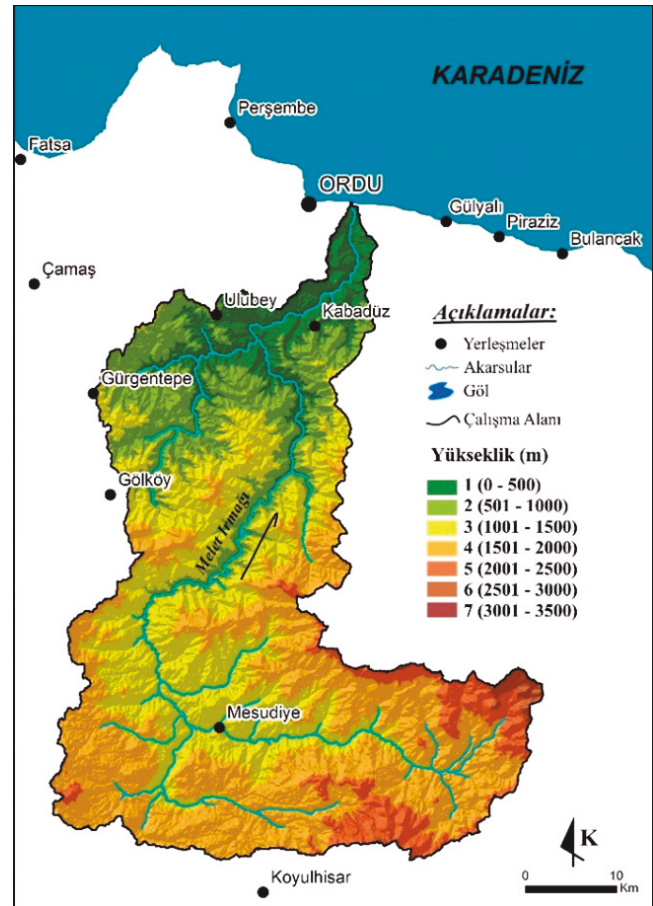 KARADENİZ
Perşembe
Fatsa
ORDU
Gülyalı
Piraziz
Bulancak
Çamaş
Ulubey
Kabadüz
Açıklamalar:
Yerleşmeler
Akarsular
Göl
Çalışma Alanı
Gürgentepe
Yükseklik (m)
1 (0 - 500)
2 (501 - 1000)
3 (1001 - 1500)
4 (1501 - 2000)
5 (2001 - 2500)
6 (2501 - 3000)
7 (3001 - 3500)
Gölköy
Melet Irmağı
Mesudiye
K
0 10
Km
Koyulhisar